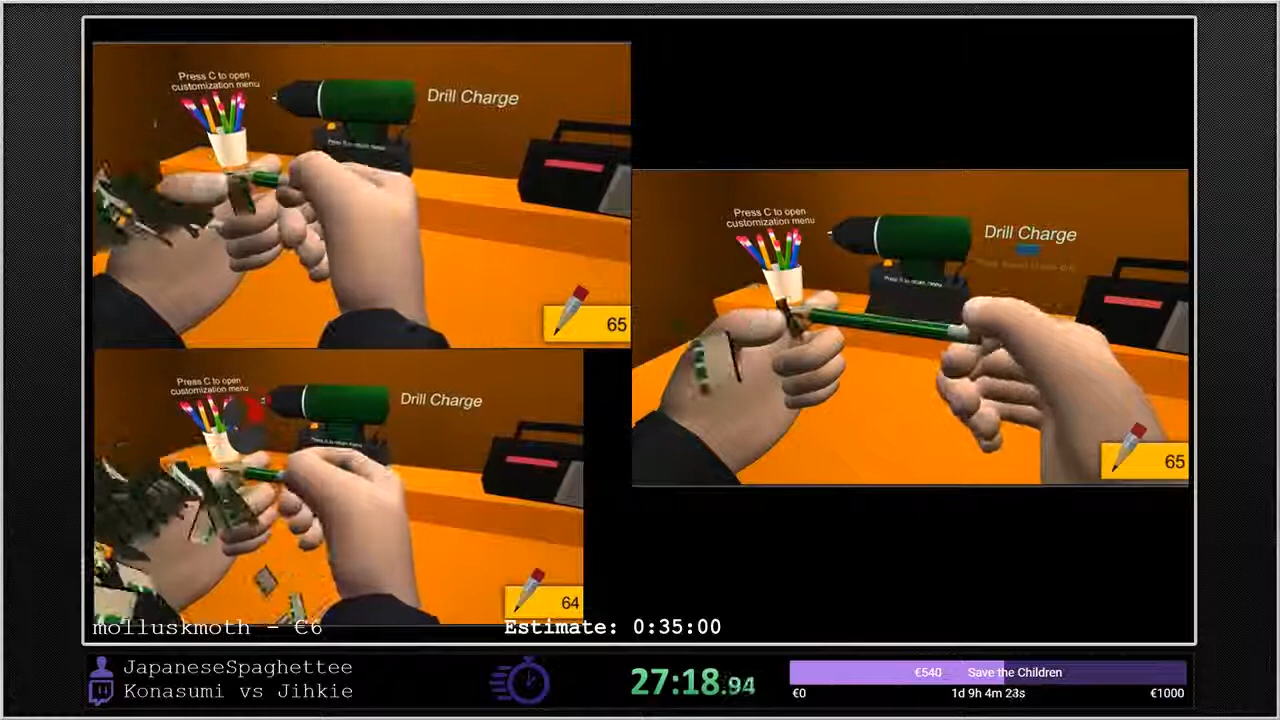 Press C to open
customization menu
Drill Charge
65
Press C to open
customization menu
Drill Charge
65
Press C to open
customization menu
Drill Charge
64
molluskmoth - €6
Estimate: 0:35:00
JapaneseSpaghettee
Konasumi vs Jihkie
27:18.94
€540 Save the Children
€0 1d 9h 4m 23s €1000